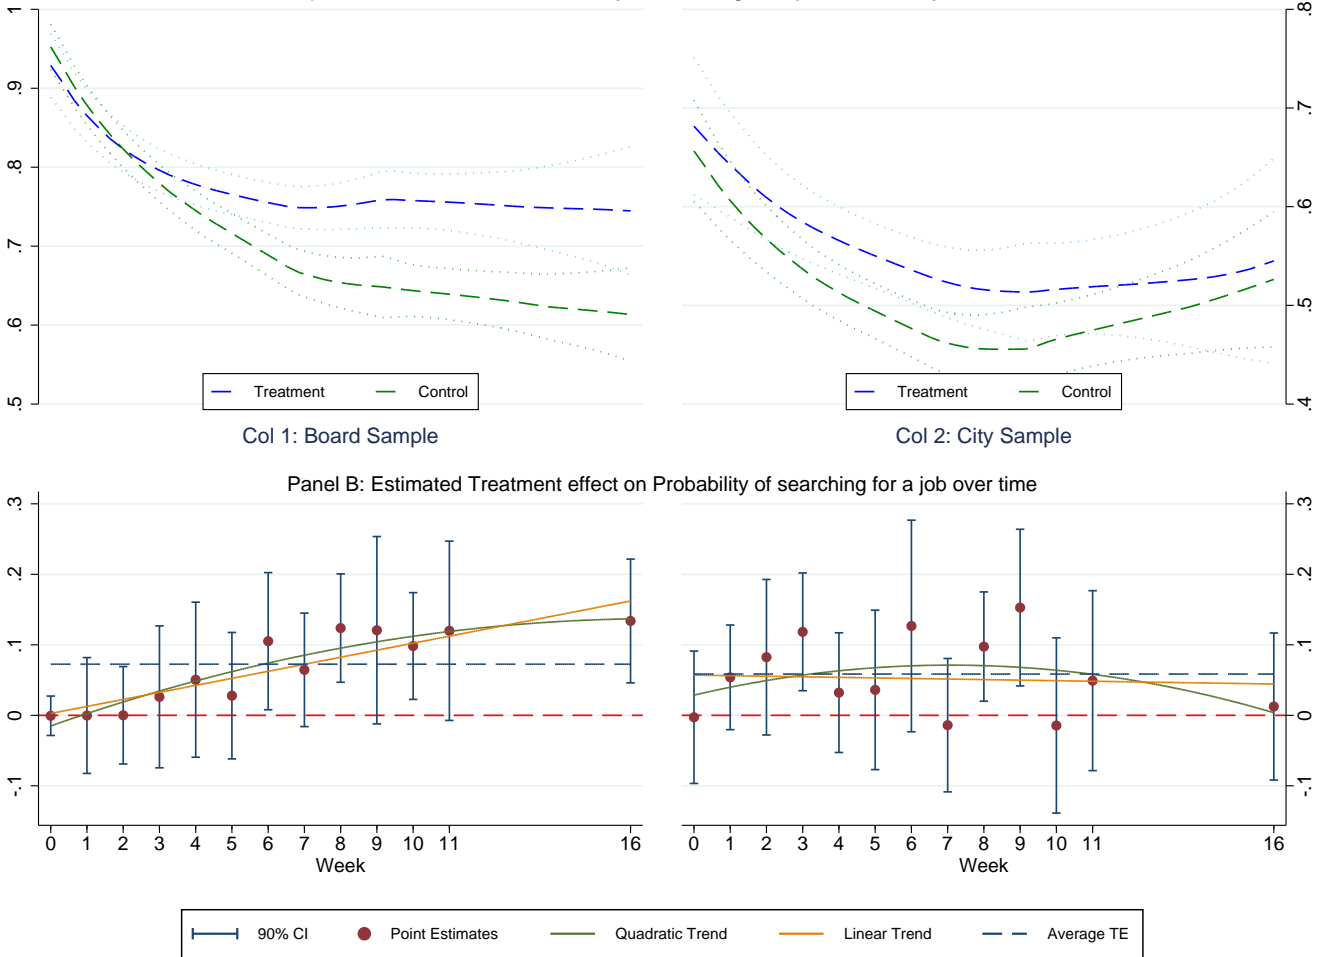 1
.9
.8
.7
.6
.5
.8
.7
.6
.5
.4
Treatment Control
Treatment Control
Col 1: Board Sample
Col 2: City Sample
Panel B: Estimated Treatment effect on Probability of searching for a job over time
.3
.2
.1
0
-.1
.3
.2
.1
0
-.1
0 1 2 3 4 5 6 7 8 9 10 11 16
Week
0 1 2 3 4 5 6 7 8 9 10 11 16
Week
90% CI Point Estimates Quadratic Trend Linear Trend Average TE